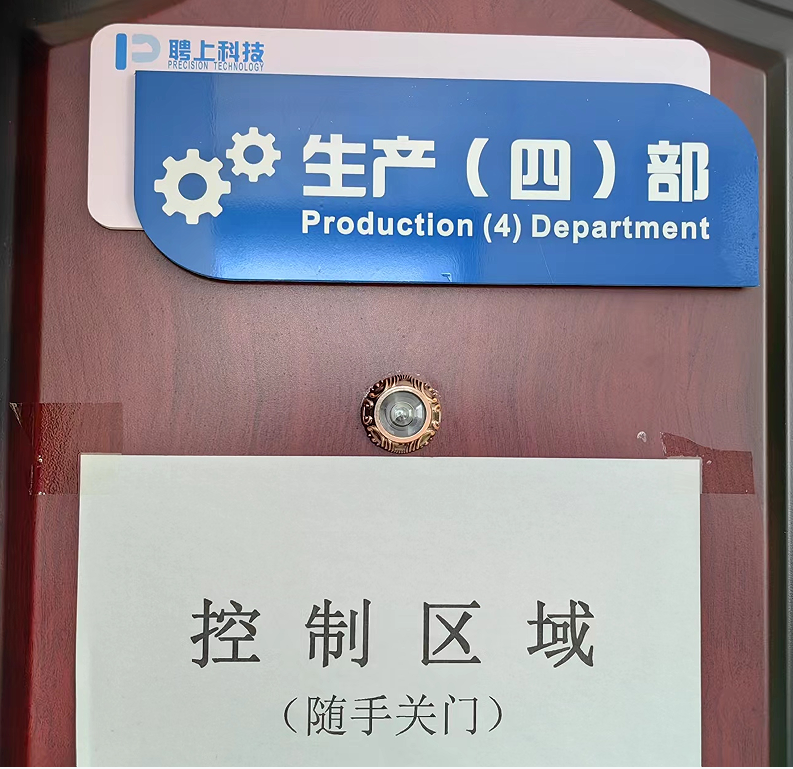 聘上科技
PRECISION TECHNOLOGY
生产（四）部
Production (4) Department
控制区域
（随手关门）